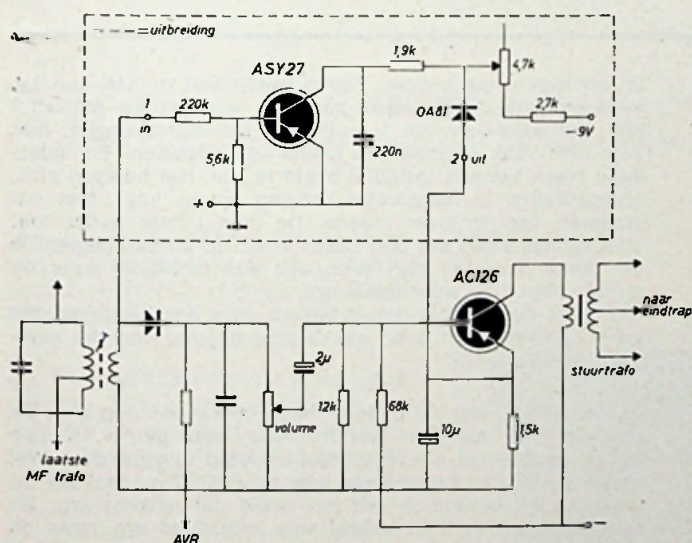 ---- = uitbreiding
ASY27
1,9k
4,7k
220k
1
in
OA81
2,7k
-9V
5,6k
220n
2 uit
+
AC126
naar
eindtrap
stuurtrafo
2µ
volume
12k
68k
10µ
1,5k
laatste
MF trafo
AVR
-